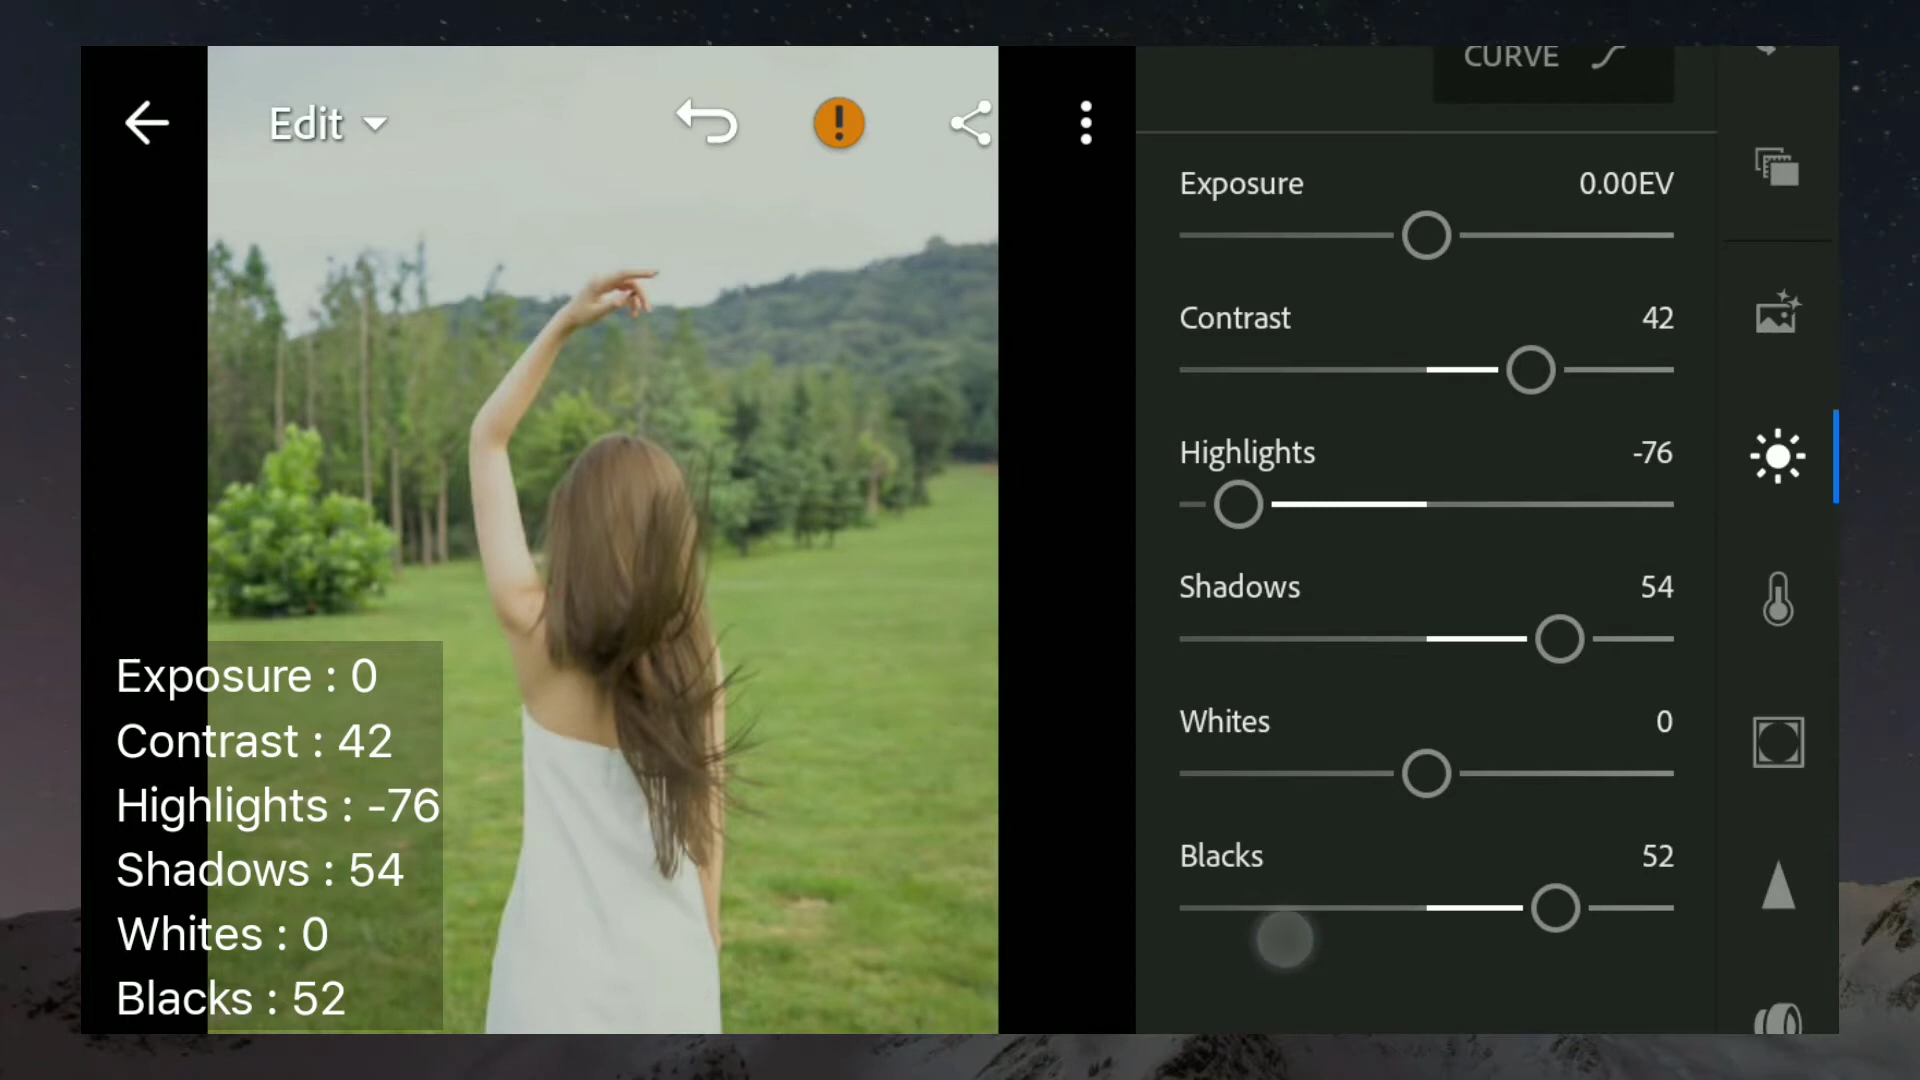 Edit
CURVE
Exposure 0.00EV
Contrast 42
Highlights -76
Shadows 54
Whites 0
Blacks 52
Exposure : 0
Contrast : 42
Highlights : -76
Shadows : 54
Whites : 0
Blacks : 52